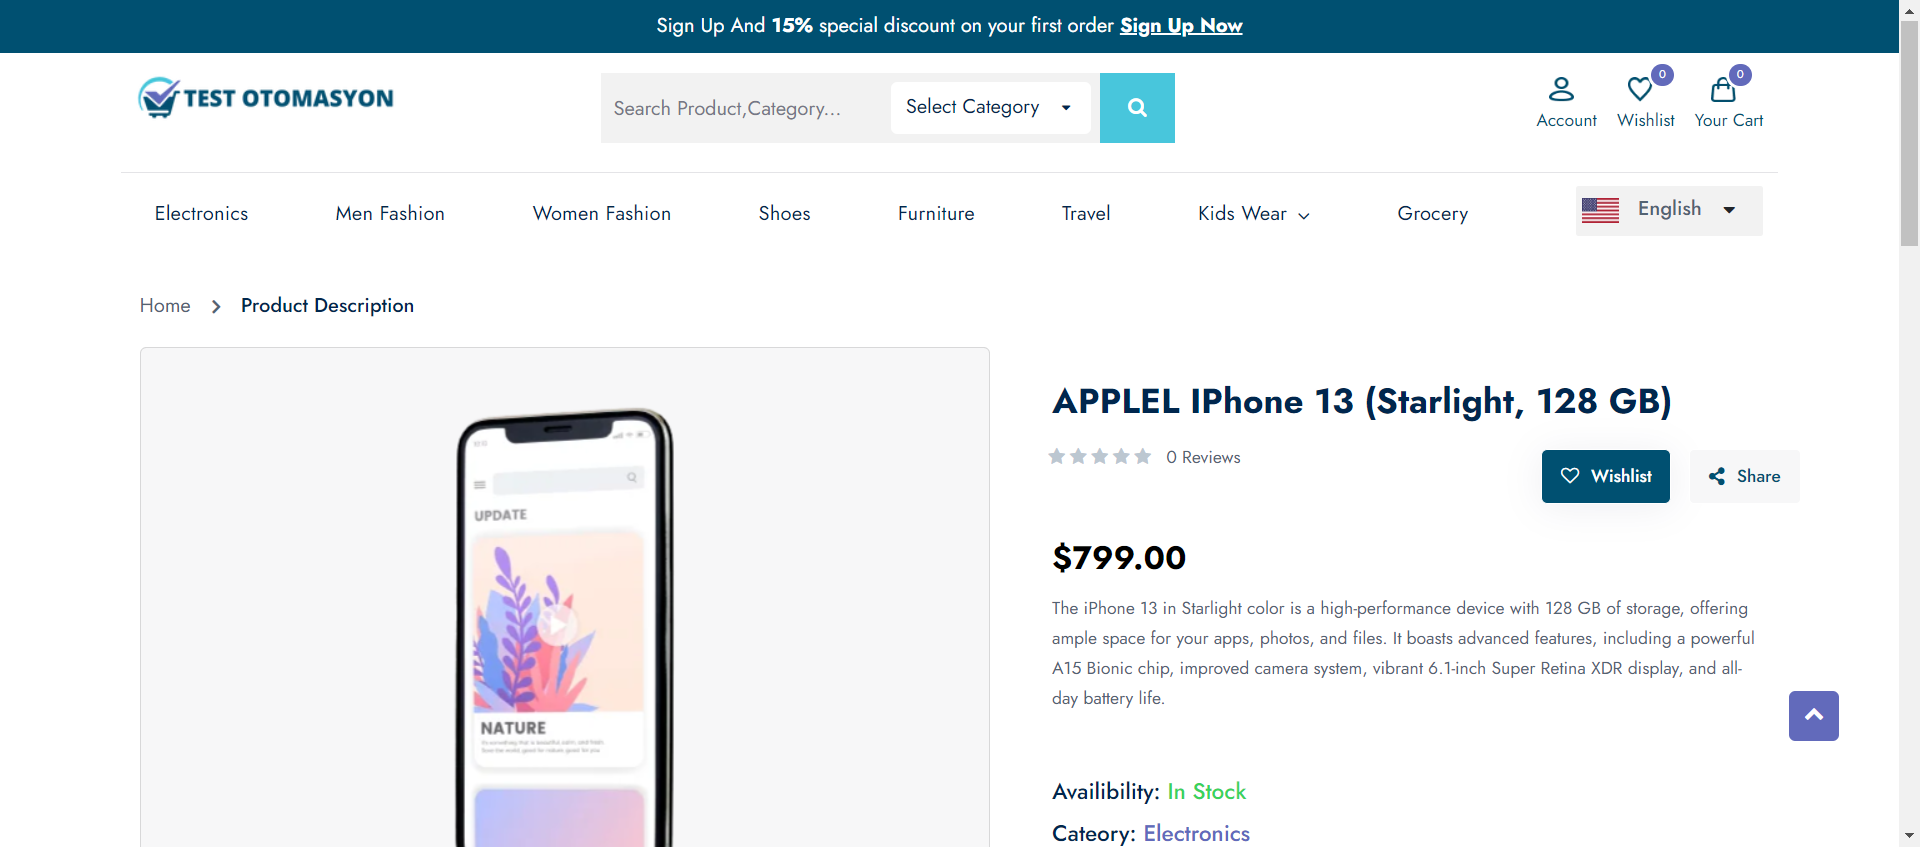 Sign Up And 15% special discount on your first order Sign Up Now
TEST OTOMASYON
Search Product,Category...
Select Category
0
0
Account
Wishlist
Your Cart
Electronics
Men Fashion
Women Fashion
Shoes
Furniture
Travel
Kids Wear
Grocery
English
Home
Product Description
UPDATE
NATURE
APPLEL IPhone 13 (Starlight, 128 GB)
0 Reviews
Wishlist
Share
$799.00
The iPhone 13 in Starlight color is a high-performance device with 128 GB of storage, offering
ample space for your apps, photos, and files. It boasts advanced features, including a powerful
A15 Bionic chip, improved camera system, vibrant 6.1-inch Super Retina XDR display, and all-
day battery life.
Availibility: In Stock
Cateory: Electronics